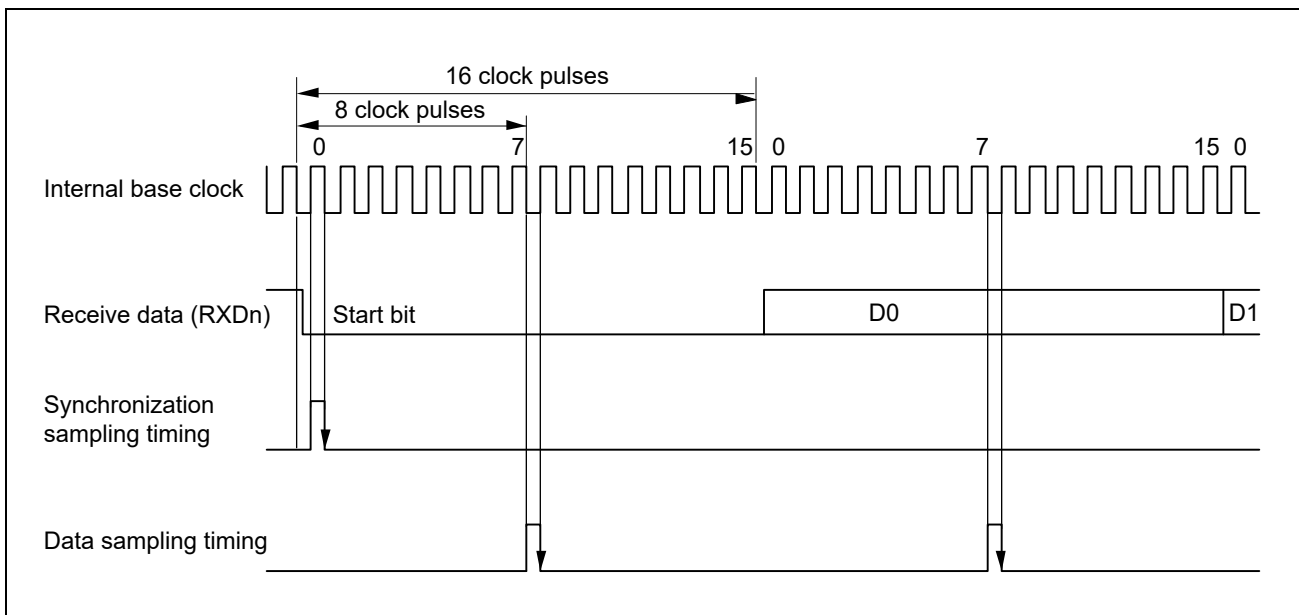 16 clock pulses
8 clock pulses
0 7 15 0 7 15 0
Internal base clock
Receive data (RXDn) Start bit D0 D1
Synchronization
sampling timing
Data sampling timing